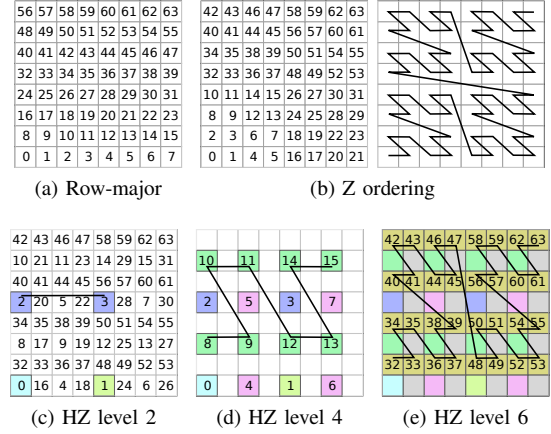 56 57 58 59 60 61 62 63
48 49 50 51 52 53 54 55
40 41 42 43 44 45 46 47
32 33 34 35 36 37 38 39
24 25 26 27 28 29 30 31
16 17 18 19 20 21 22 23
8 9 10 11 12 13 14 15
0 1 2 3 4 5 6 7
(a) Row-major
42 43 46 47 58 59 62 63
40 41 44 45 56 57 60 61
34 35 38 39 50 51 54 55
32 33 36 37 48 49 52 53
10 11 14 15 26 27 30 31
8 9 12 13 24 25 28 29
2 3 6 7 18 19 22 23
0 1 4 5 16 17 20 21
(b) Z ordering
42 43 46 47 58 59 62 63
10 21 11 23 14 29 15 31
40 41 44 45 56 57 60 61
2 20 5 22 3 28 7 30
34 35 38 39 50 51 54 55
8 17 9 19 12 25 13 27
32 33 36 37 48 49 52 53
0 16 4 18 1 24 6 26
(c) HZ level 2
10 11 14 15
2 5 3 7
8 9 12 13
0 4 1 6
(d) HZ level 4
42 43 46 47 58 59 62 63
40 41 44 45 56 57 60 61
34 35 38 39 50 51 54 55
32 33 36 37 48 49 52 53
(e) HZ level 6